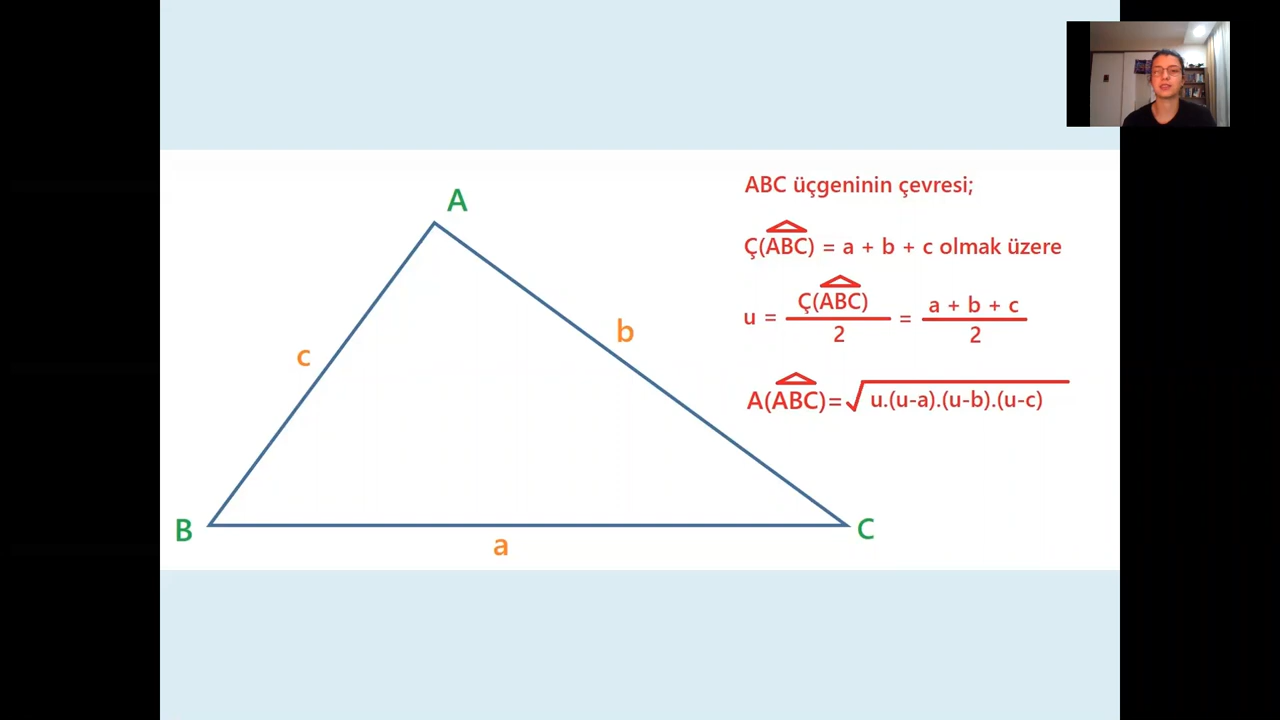 A
c
b
B
a
C
ABC üçgeninin çevresi;
Ç(ABC) = a + b + c olmak üzere
u = Ç(ABC) / 2 = a + b + c / 2
A(ABC)=√u.(u-a).(u-b).(u-c)